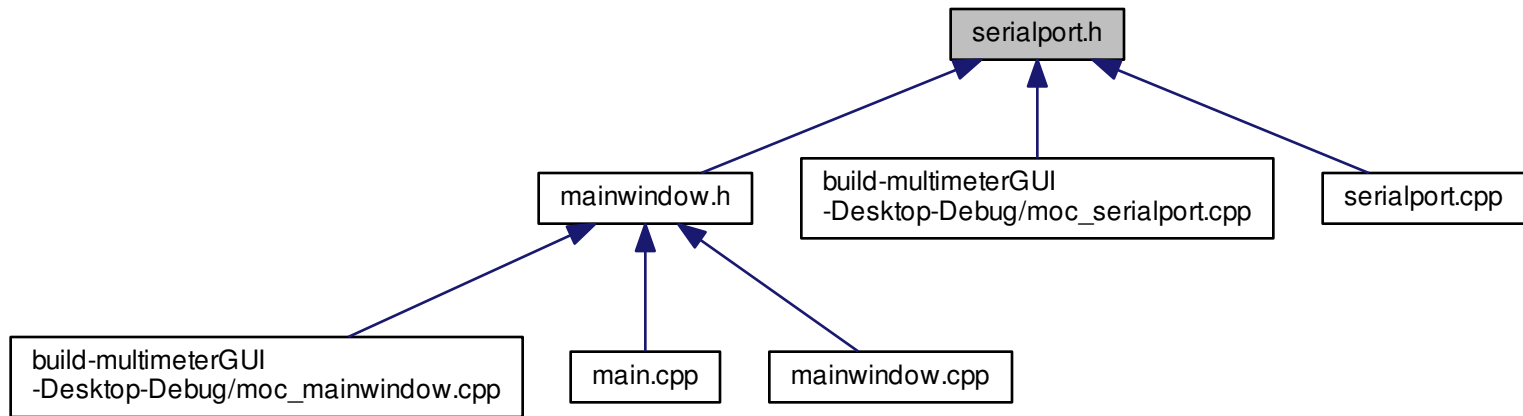 serialport.h
mainwindow.h
build-multimeterGUI
-Desktop-Debug/moc_serialport.cpp
serialport.cpp
build-multimeterGUI
-Desktop-Debug/moc_mainwindow.cpp
main.cpp
mainwindow.cpp